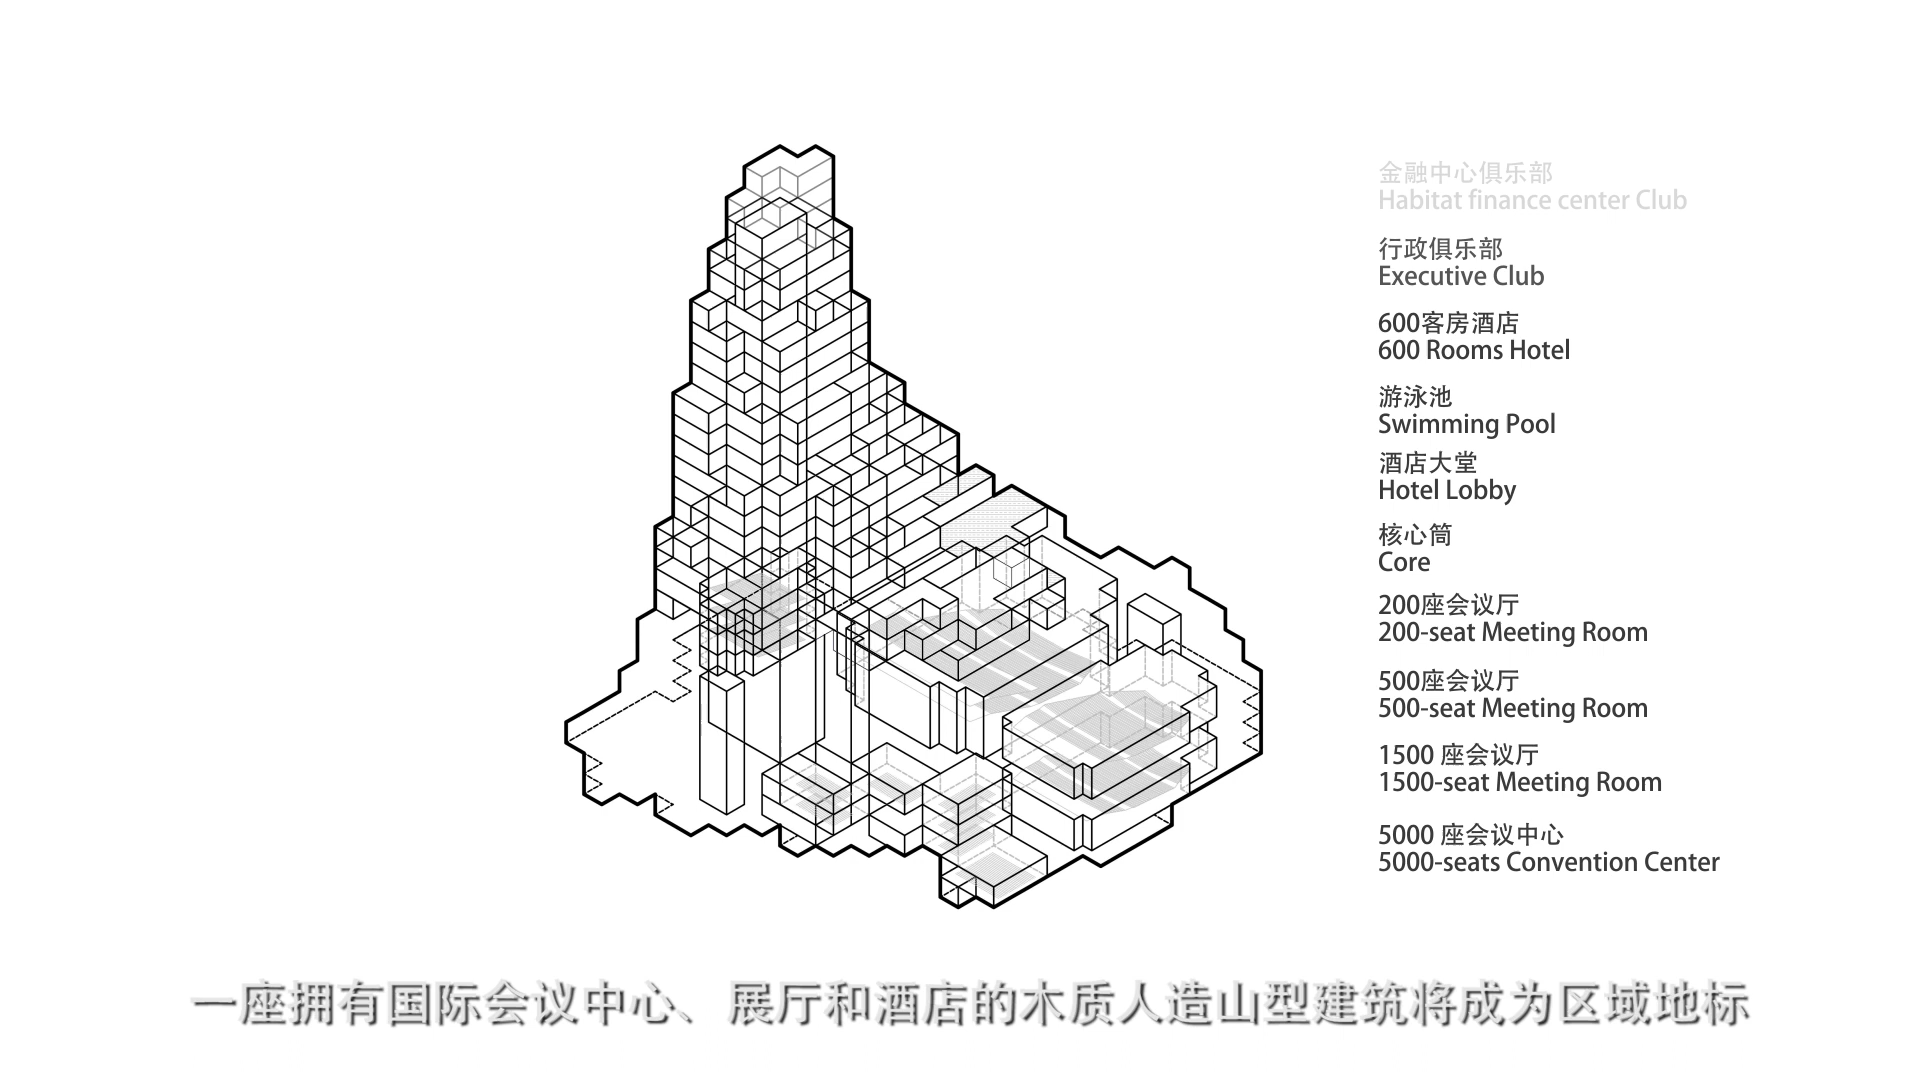 金融中心俱乐部
Habitat finance center Club
行政俱乐部
Executive Club
600客房酒店
600 Rooms Hotel
游泳池
Swimming Pool
酒店大堂
Hotel Lobby
核心筒
Core
200座会议厅
200-seat Meeting Room
500座会议厅
500-seat Meeting Room
1500 座会议厅
1500-seat Meeting Room
5000 座会议中心
5000-seats Convention Center
一座拥有国际会议中心、展厅和酒店的木质人造山型建筑将成为区域地标